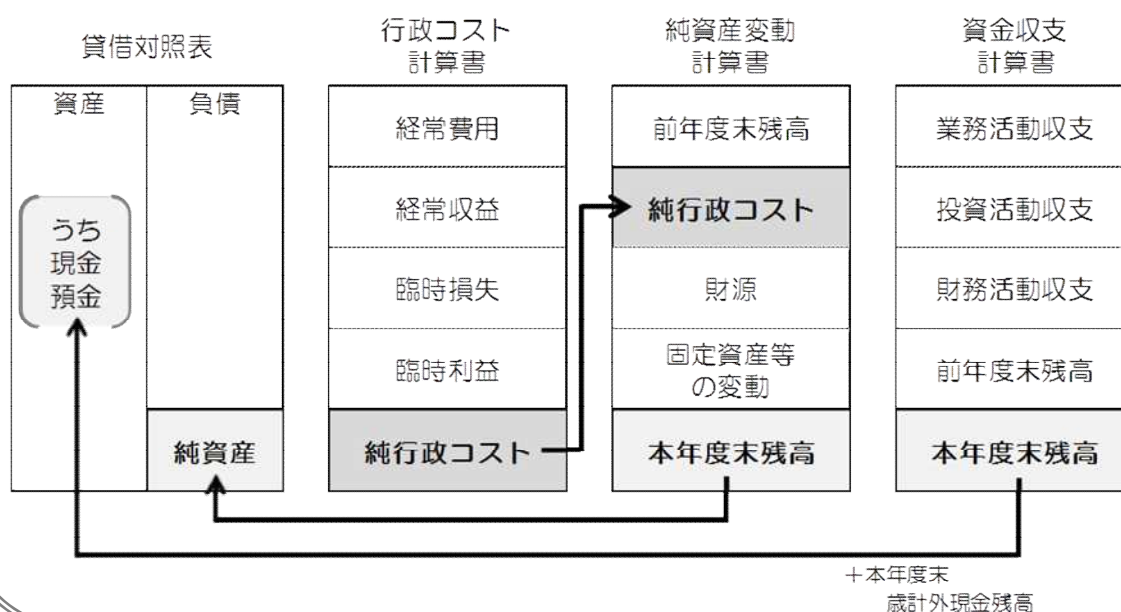 貸借対照表
資産
負債
うち
現金
預金
純資産
行政コスト
計算書
経常費用
経常収益
臨時損失
臨時利益
純行政コスト
純資産変動
計算書
前年度末残高
純行政コスト
財源
固定資産等
の変動
本年度末残高
資金収支
計算書
業務活動収支
投資活動収支
財務活動収支
前年度末残高
本年度末残高
＋本年度末
歳計外現金残高